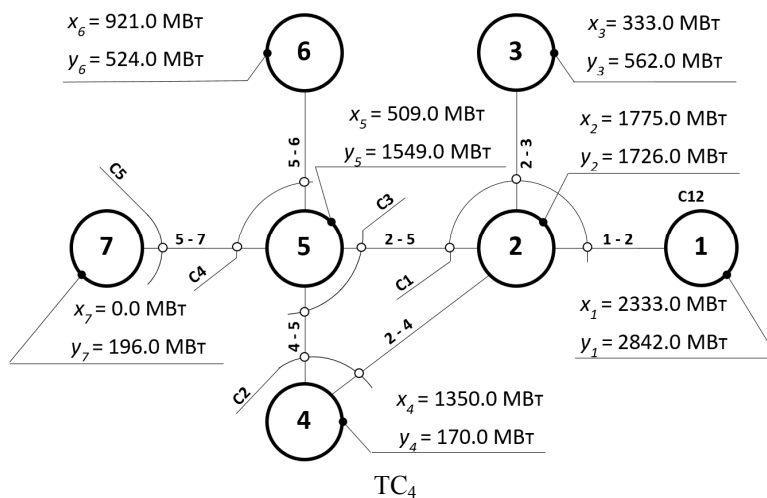 x6 = 921.0 МВт
y6 = 524.0 МВт
6
3
x3 = 333.0 МВт
y3 = 562.0 МВт
x5 = 509.0 МВт
y5 = 1549.0 МВт
x2 = 1775.0 МВт
y2 = 1726.0 МВт
5 - 6
2 - 3
C5
C3
C12
7
5 - 7
5
2 - 5
2
1 - 2
1
C4
C1
x7 = 0.0 МВт
y7 = 196.0 МВт
4 - 5
2 - 4
x1 = 2333.0 МВт
y1 = 2842.0 МВт
C2
4
x4 = 1350.0 МВт
y4 = 170.0 МВт
ТС4